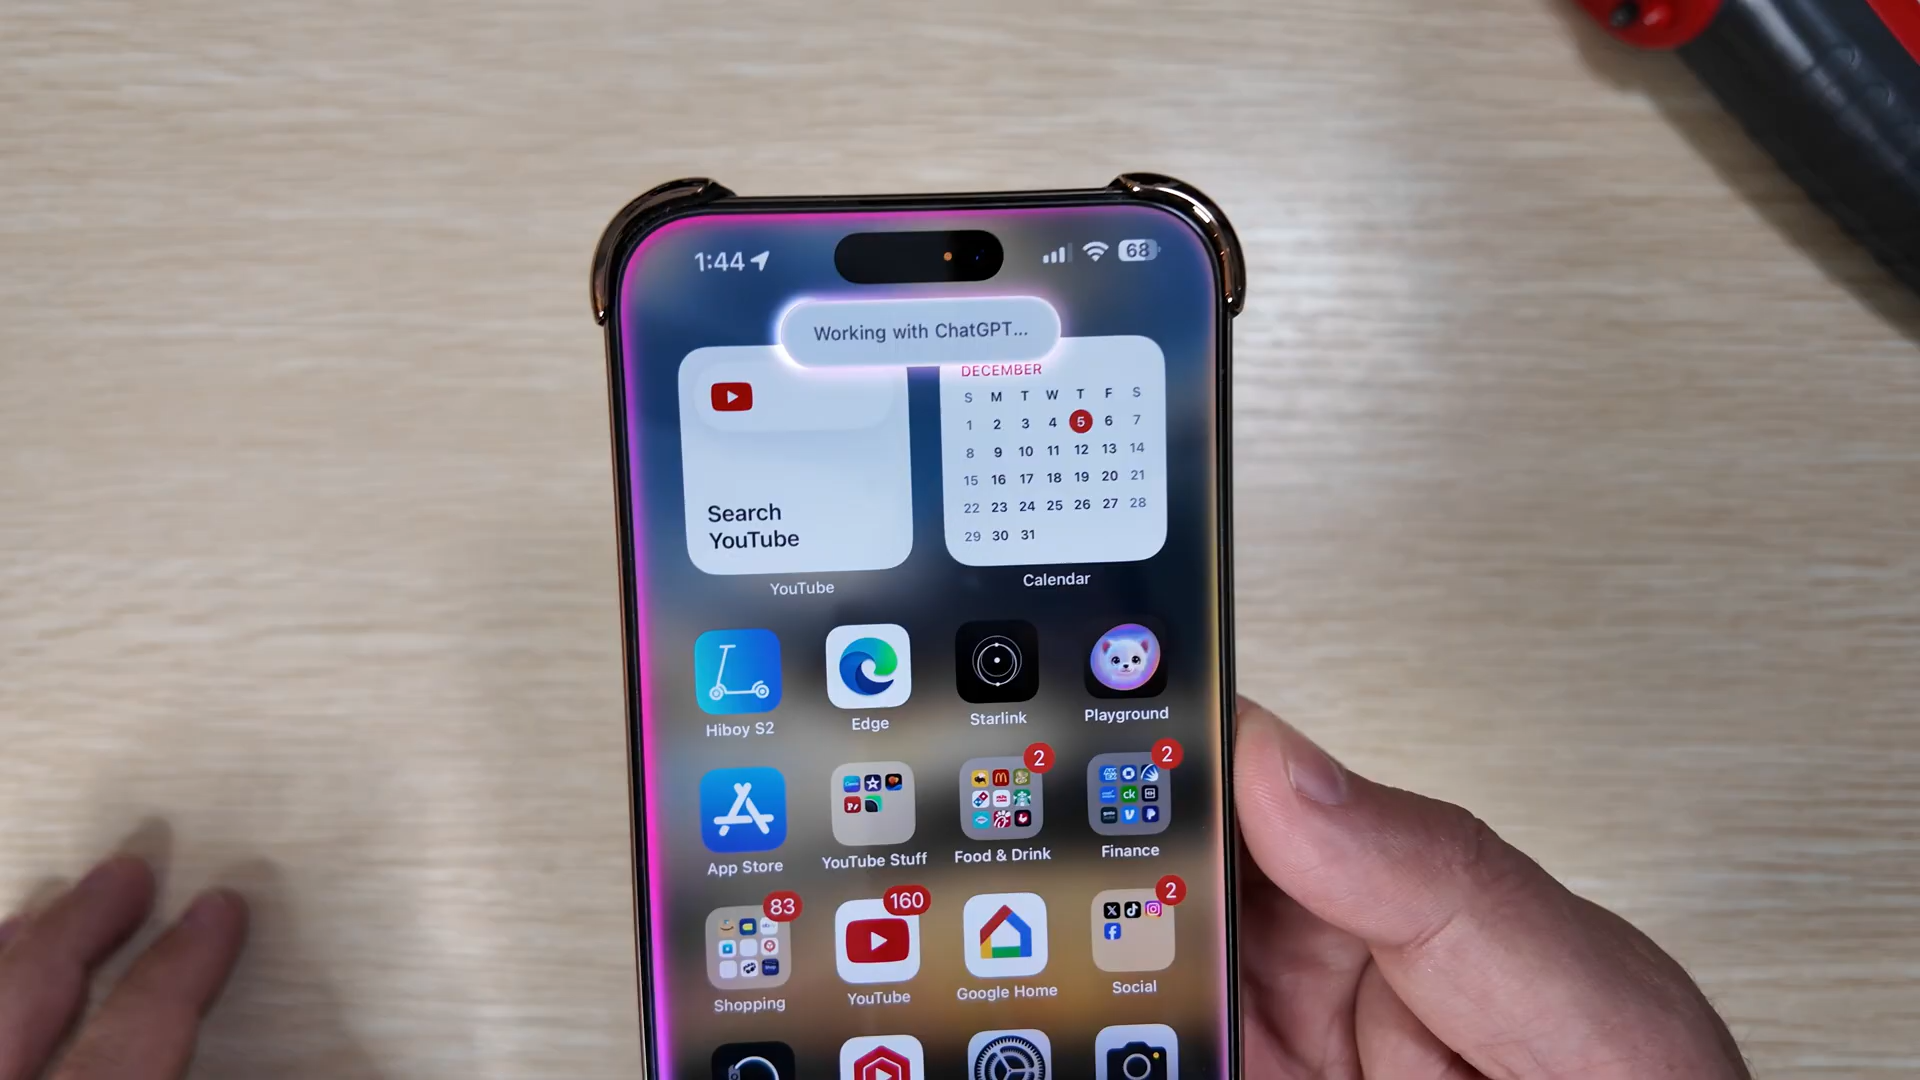 1:44
68
Working with ChatGPT...
Search
YouTube
YouTube
DECEMBER
S M T W T F S
1 2 3 4 5 6 7
8 9 10 11 12 13 14
15 16 17 18 19 20 21
22 23 24 25 26 27 28
29 30 31
Calendar
Hiboy S2
Edge
Starlink
Playground
App Store
YouTube Stuff
2
Food & Drink
2
Finance
83
Shopping
160
YouTube
Google Home
2
Social